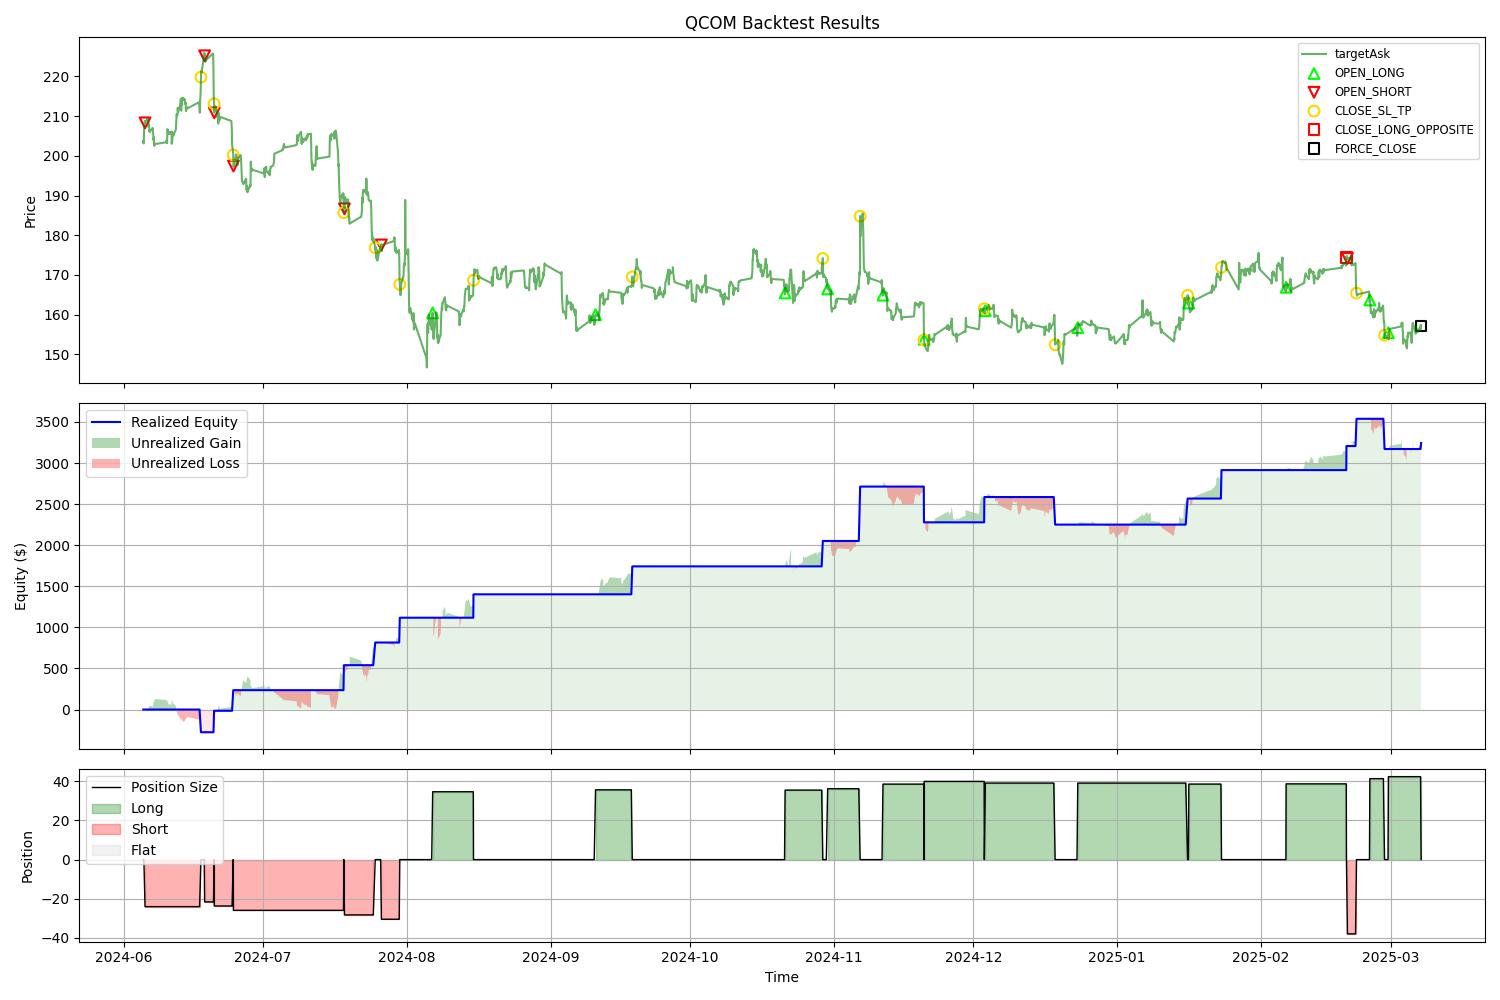 QCOM Backtest Results
Price
220
210
200
190
180
170
160
150
targetAsk
OPEN_LONG
OPEN_SHORT
CLOSE_SL_TP
CLOSE_LONG_OPPOSITE
FORCE_CLOSE
Equity ($)
3500
3000
2500
2000
1500
1000
500
0
Realized Equity
Unrealized Gain
Unrealized Loss
Position
40
20
0
−20
−40
Position Size
Long
Short
Flat
2024-06
2024-07
2024-08
2024-09
2024-10
2024-11
2024-12
2025-01
2025-02
2025-03
Time